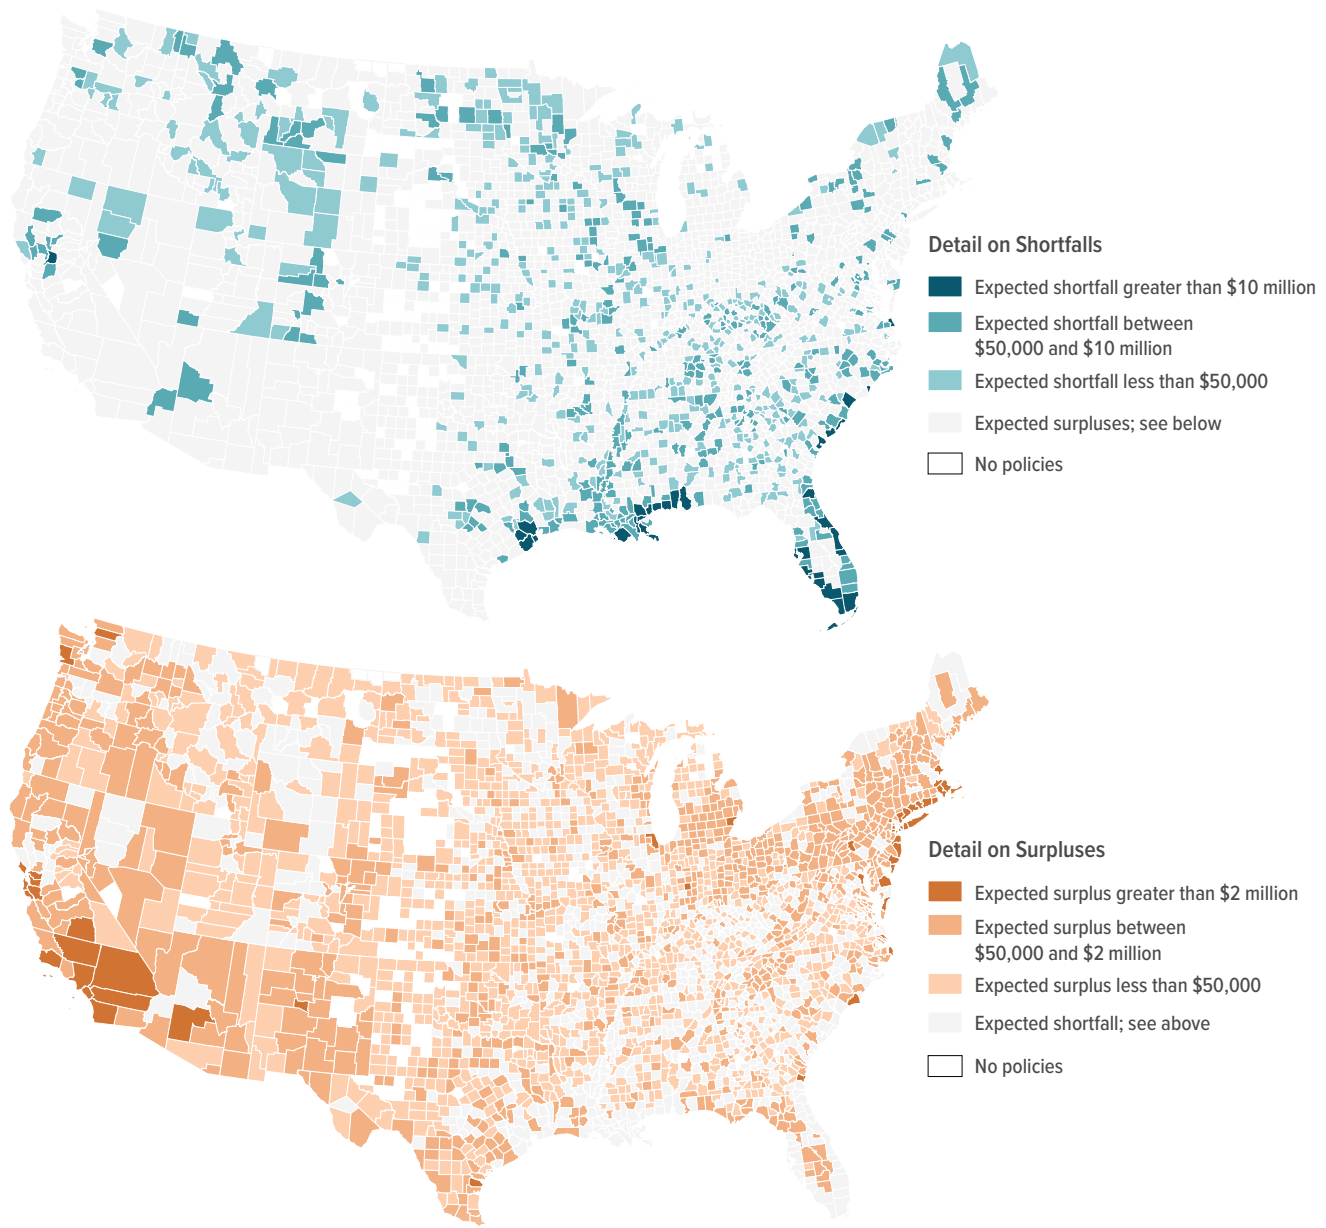 Detail on Shortfalls
Expected shortfall greater than $10 million
Expected shortfall between
$50,000 and $10 million
Expected shortfall less than $50,000
Expected surpluses; see below
No policies
Detail on Surpluses
Expected surplus greater than $2 million
Expected surplus between
$50,000 and $2 million
Expected surplus less than $50,000
Expected shortfall; see above
No policies